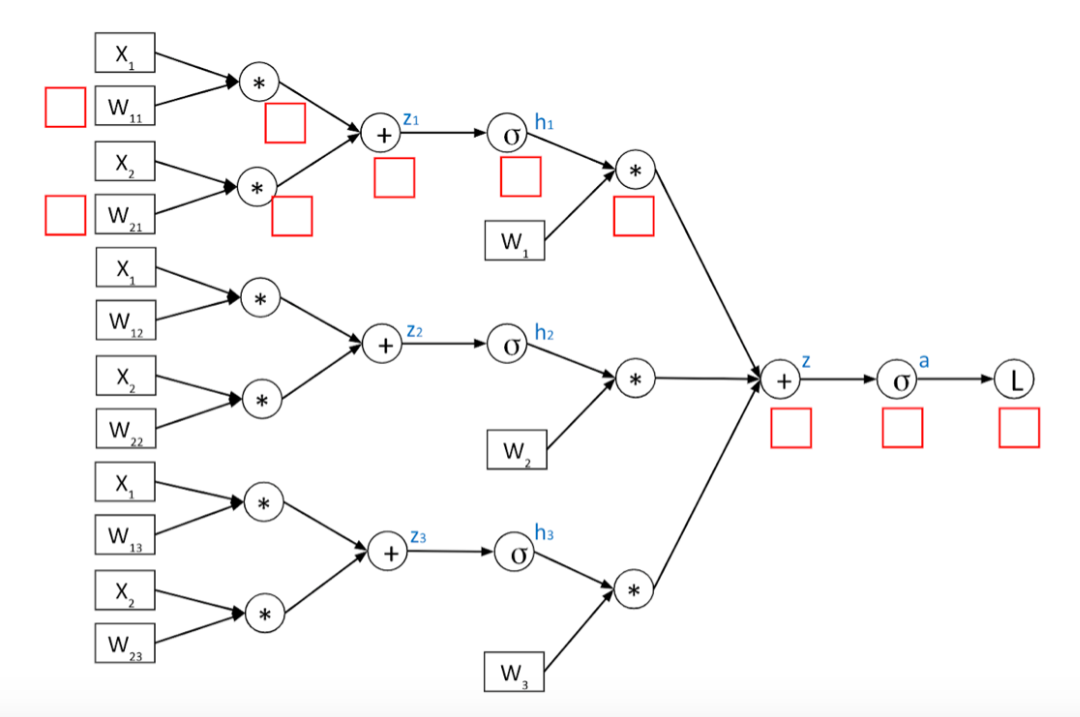 X1
*
W11
z1
h1
+
σ
X2
*
*
W21
W1
X1
*
W12
z2
h2
+
σ
z
a
X2
*
+
σ
L
*
W22
W2
X1
*
W13
z3
h3
+
σ
X2
*
*
W23
W3